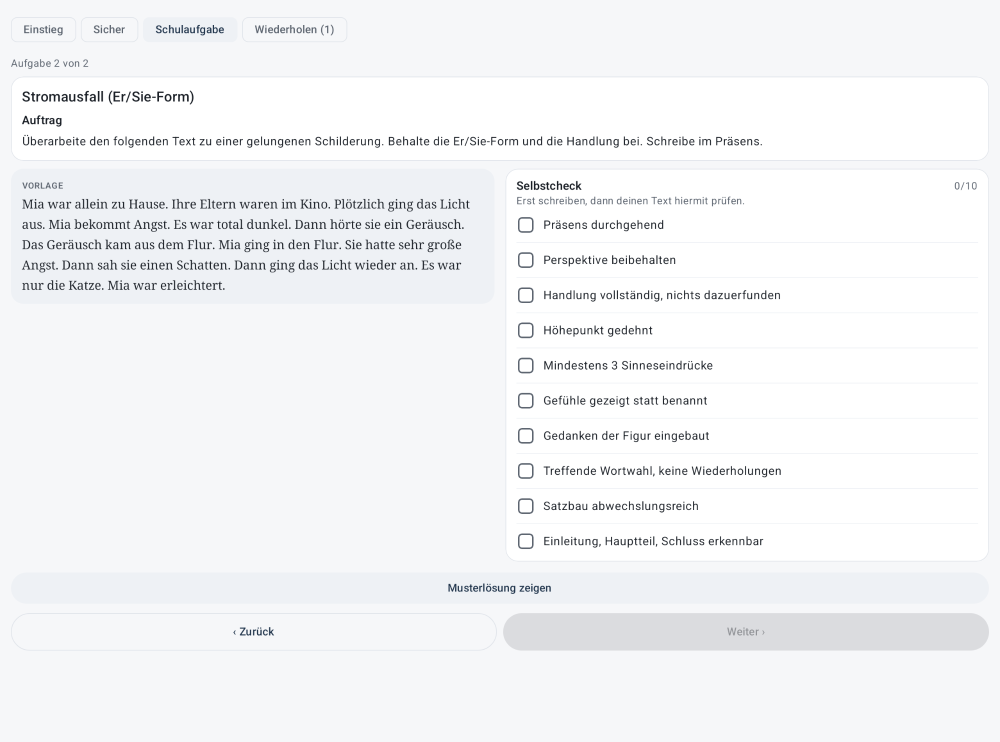 Einstieg
Sicher
Schulaufgabe
Wiederholen (1)
Aufgabe 2 von 2
Stromausfall (Er/Sie-Form)
Auftrag
Überarbeite den folgenden Text zu einer gelungenen Schilderung. Behalte die Er/Sie-Form und die Handlung bei. Schreibe im Präsens.
VORLAGE
Mia war allein zu Hause. Ihre Eltern waren im Kino. Plötzlich ging das Licht
aus. Mia bekommt Angst. Es war total dunkel. Dann hörte sie ein Geräusch.
Das Geräusch kam aus dem Flur. Mia ging in den Flur. Sie hatte sehr große
Angst. Dann sah sie einen Schatten. Dann ging das Licht wieder an. Es war
nur die Katze. Mia war erleichtert.
Selbstcheck
0/10
Erst schreiben, dann deinen Text hiermit prüfen.
Präsens durchgehend
Perspektive beibehalten
Handlung vollständig, nichts dazuerfunden
Höhepunkt gedehnt
Mindestens 3 Sinneseindrücke
Gefühle gezeigt statt benannt
Gedanken der Figur eingebaut
Treffende Wortwahl, keine Wiederholungen
Satzbau abwechslungsreich
Einleitung, Hauptteil, Schluss erkennbar
Musterlösung zeigen
‹ Zurück
Weiter ›